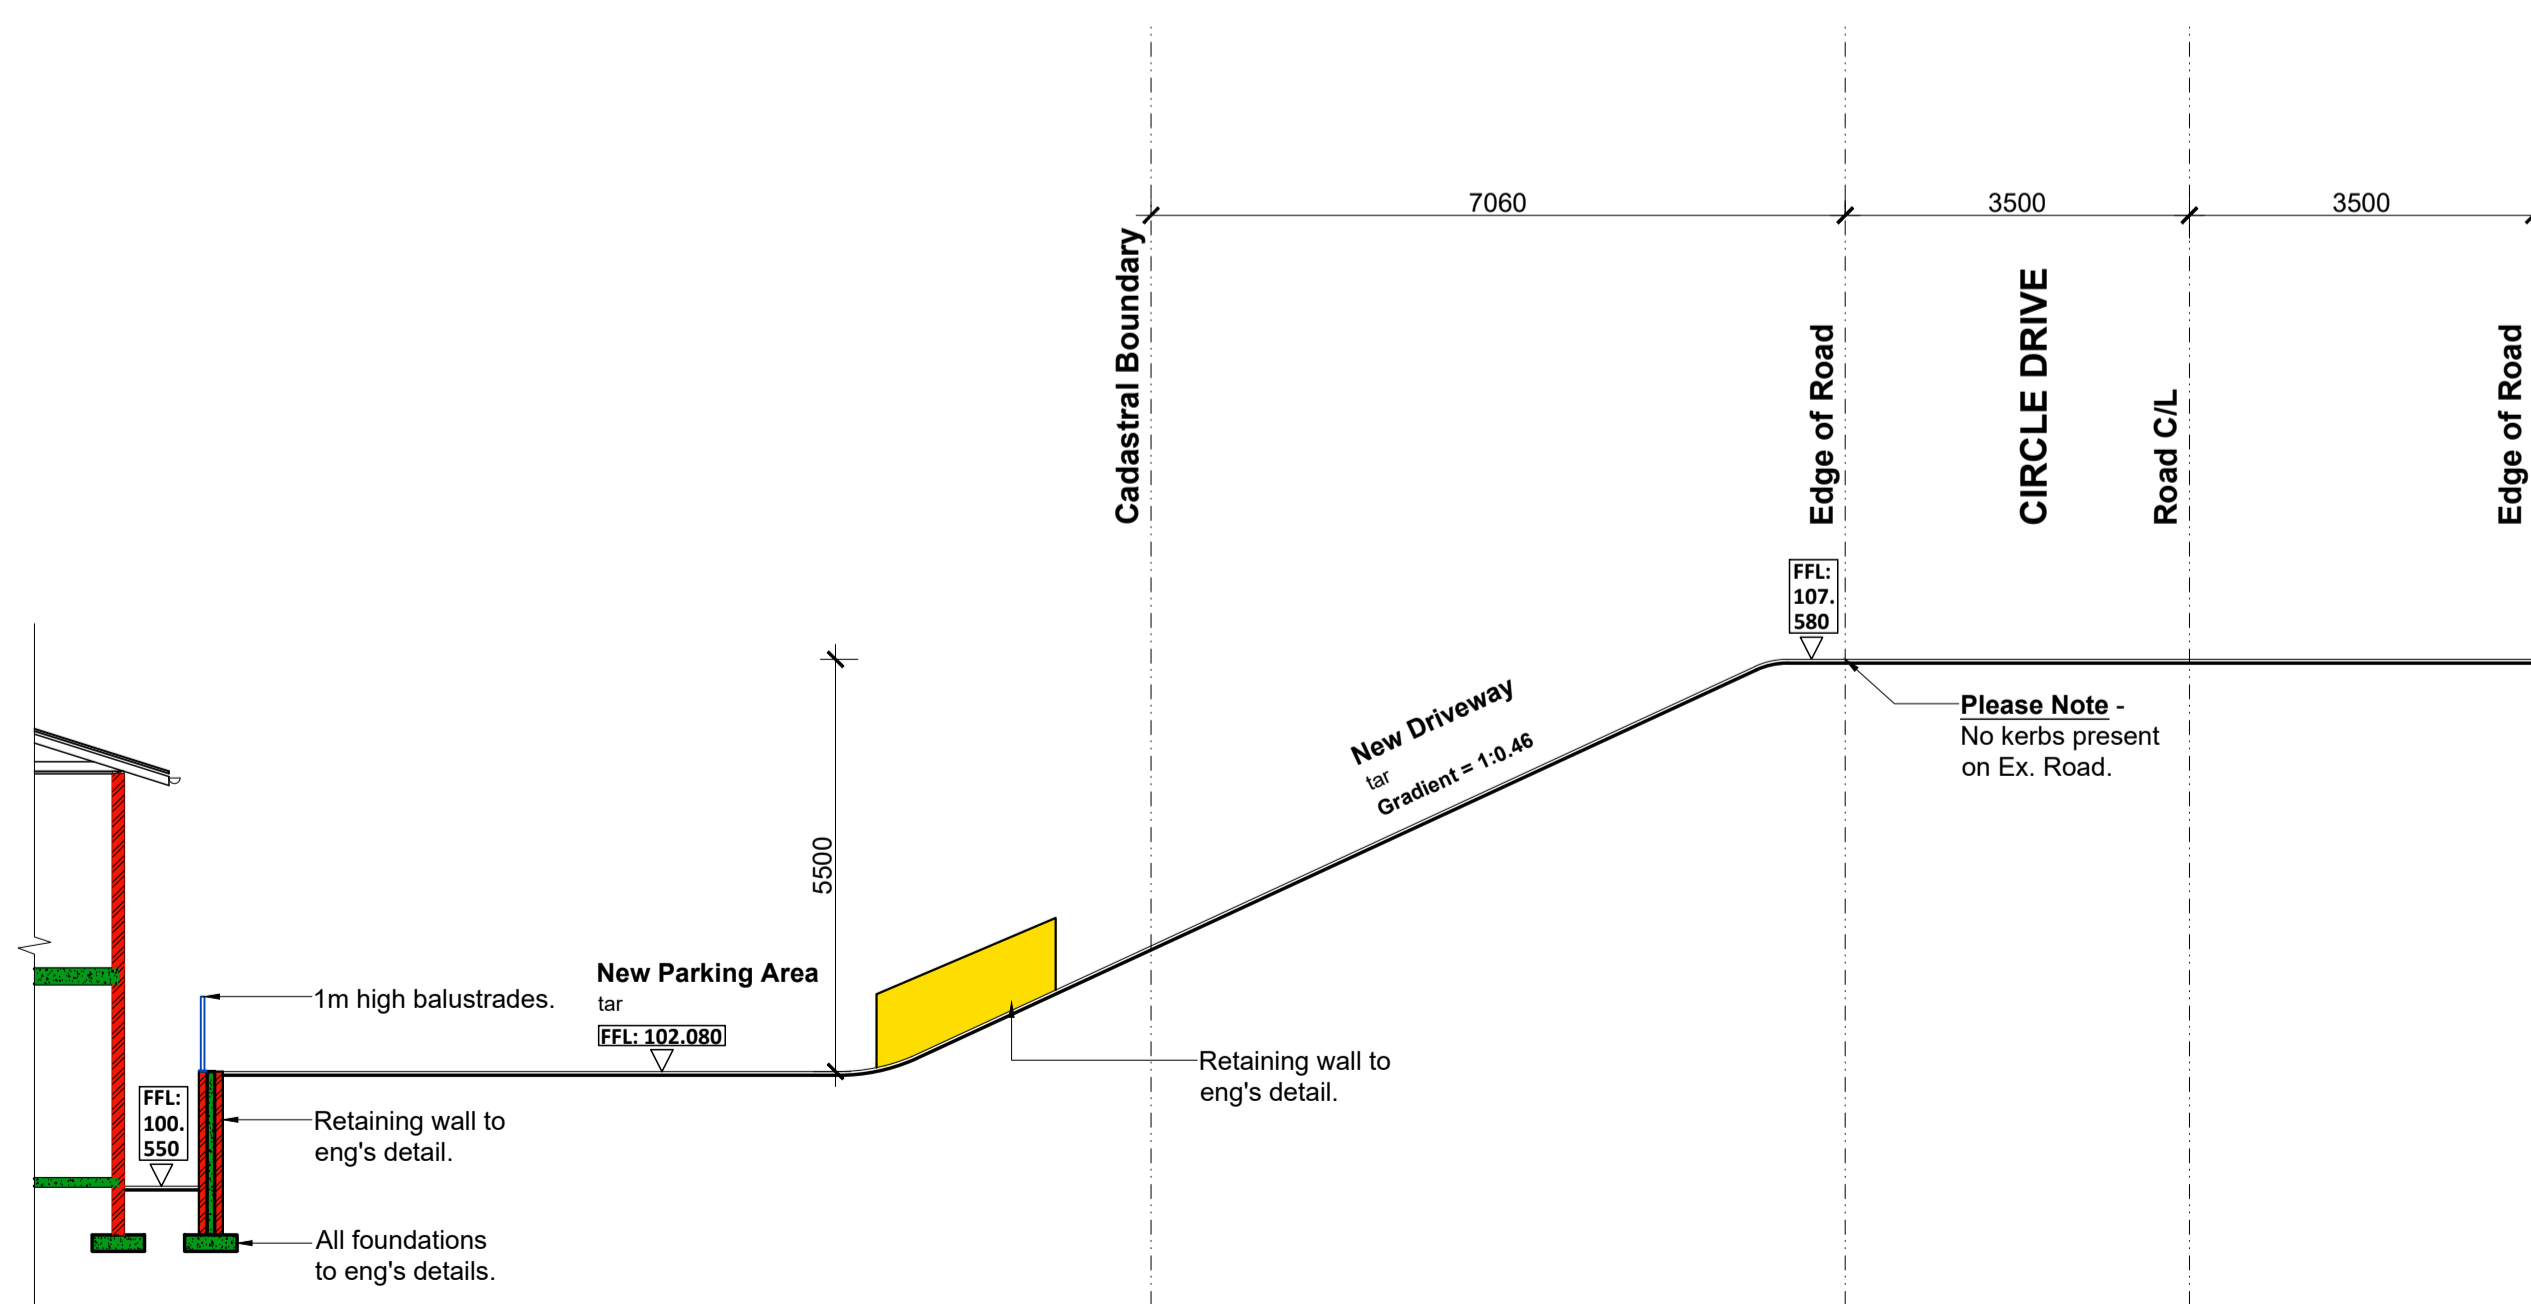 7060
3500
3500
Cadastral Boundary
Edge of Road
CIRCLE DRIVE
Road C/L
Edge of Road
FFL:
107.
580
Please Note -
No kerbs present
on Ex. Road.
New Driveway
tar
Gradient = 1:0.46
5500
New Parking Area
tar
FFL: 102.080
1m high balustrades.
Retaining wall to
eng's detail.
FFL:
100.
550
Retaining wall to
eng's detail.
All foundations
to eng's details.